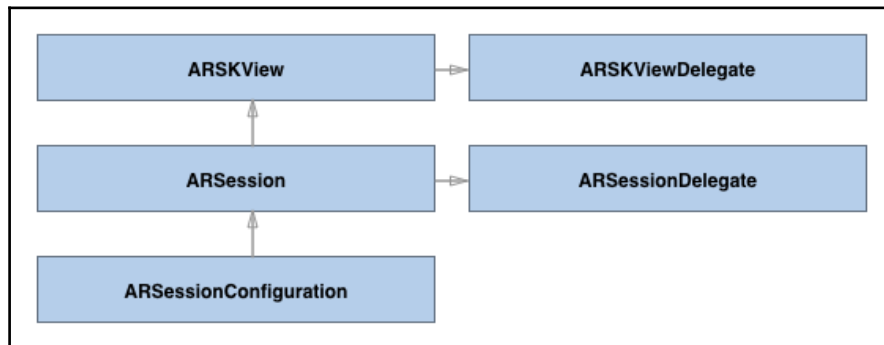 ARSKView
ARSKViewDelegate
ARSession
ARSessionDelegate
ARSessionConfiguration